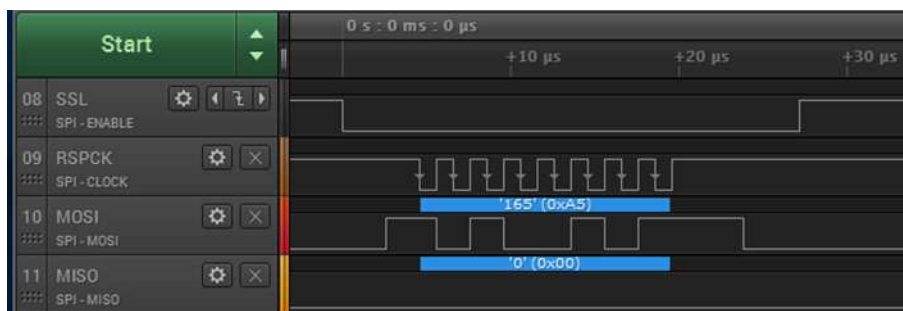 Start
0 s : 0 ms : 0 µs
+10 µs
+20 µs
+30 µs
08 SSL
SPI - ENABLE
09 RSPCK
SPI - CLOCK
'165' (0xA5)
10 MOSI
SPI - MOSI
'0' (0x00)
11 MISO
SPI - MISO